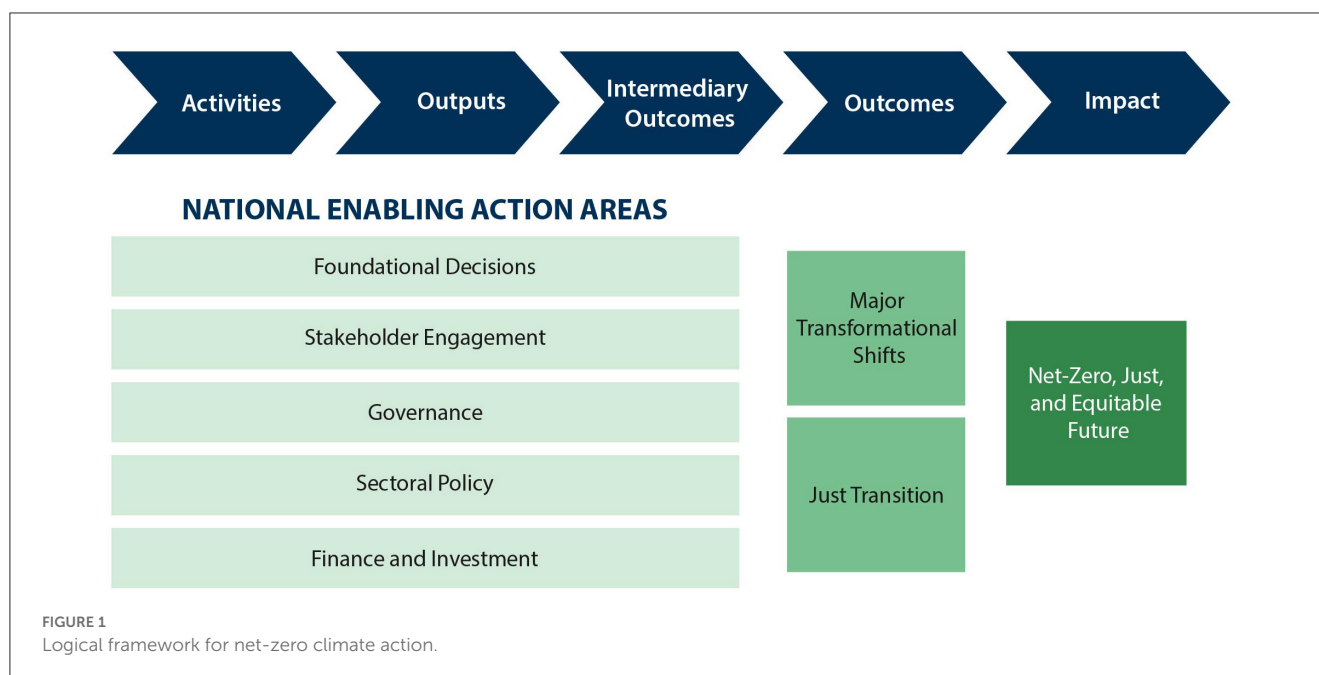 Activities
Outputs
Intermediary
Outcomes
Outcomes
Impact
NATIONAL ENABLING ACTION AREAS
Foundational Decisions
Stakeholder Engagement
Governance
Sectoral Policy
Finance and Investment
Major
Transformational
Shifts
Just Transition
Net-Zero, Just,
and Equitable
Future
FIGURE 1
Logical framework for net-zero climate action.